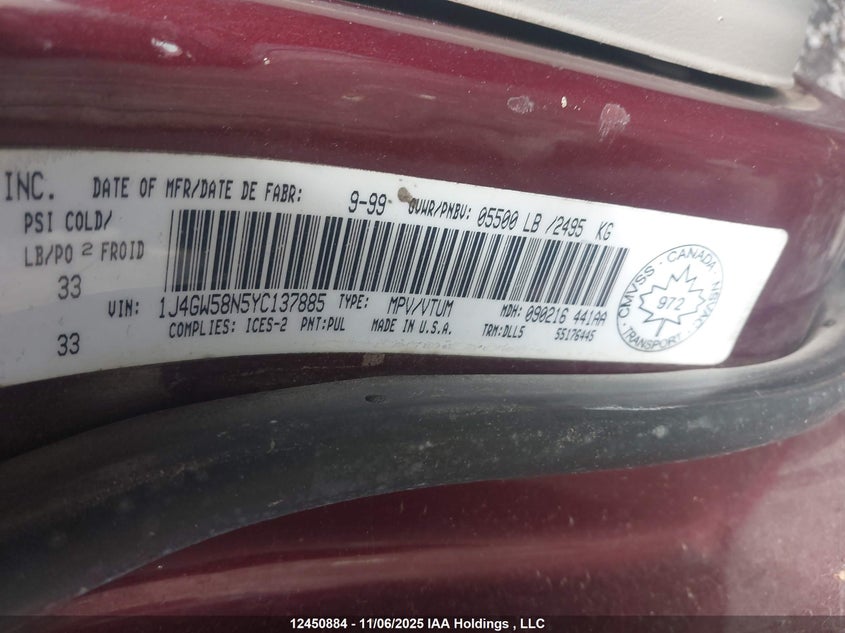 INC. DATE OF MFR/DATE DE FABR: 9-99 GVWR/PNBV: 05500 LB /2495 KG
PSI COLD/
LB/PO 2 FROID
33
VIN: 1J4GW58N5YC137885 TYPE: MPV/VTUM MDH: 090216 441AA
COMPLIES: ICES-2 PNT:PUL MADE IN U.S.A. TRM:DLL5 55176445
33
CMVSS · CANADA · NSVAC · TRANSPORT ·
972
12450884 - 11/06/2025 IAA Holdings , LLC